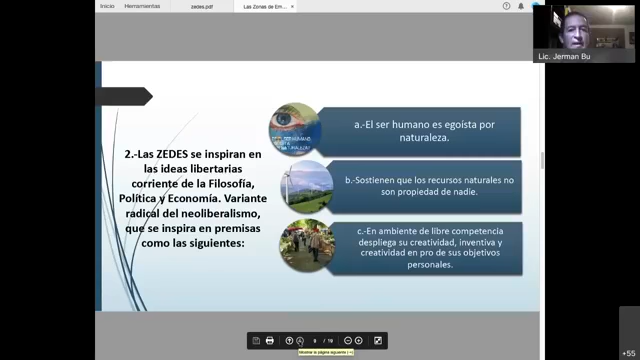 Inicio Herramientas zedes.pdf Las Zonas de Em... ×
Lic. Jerman Bu
a.-El ser humano es egoísta por
naturaleza.
2.-Las ZEDES se inspiran en
las ideas libertarias
corriente de la Filosofía,
Política y Economía. Variante
radical del neoliberalismo,
que se inspira en premisas
como las siguientes:
b.-Sostienen que los recursos naturales no
son propiedad de nadie.
c.-En ambiente de libre competencia
despliega su creatividad, inventiva y
creatividad en pro de sus objetivos
personales.
9 / 19
Mostrar la página siguiente
+55